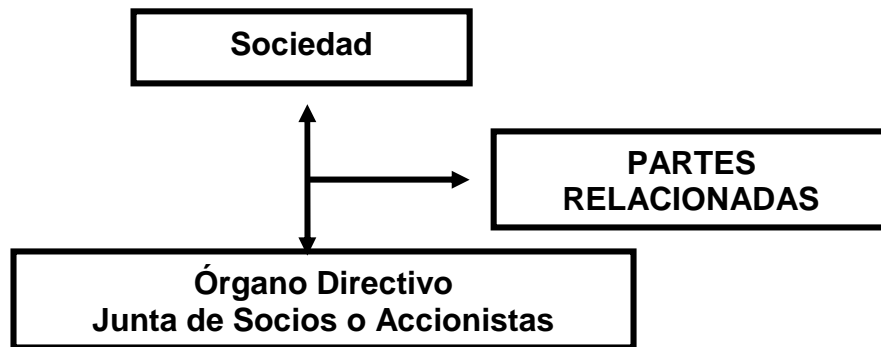 Sociedad
PARTES
RELACIONADAS
Órgano Directivo
Junta de Socios o Accionistas